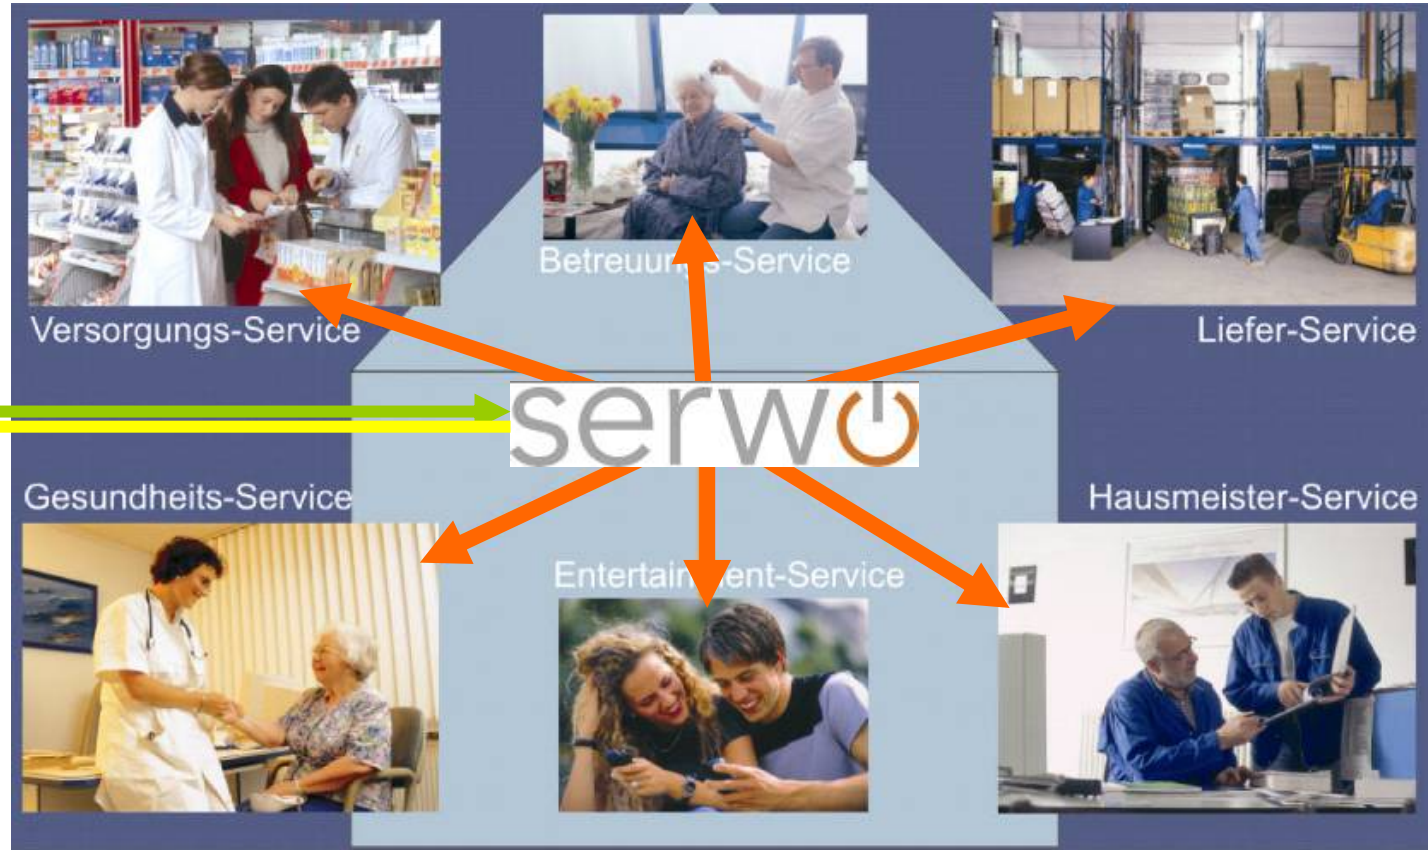 Betreuungs-Service
Versorgungs-Service
Liefer-Service
serwo
Gesundheits-Service
Hausmeister-Service
Entertainment-Service